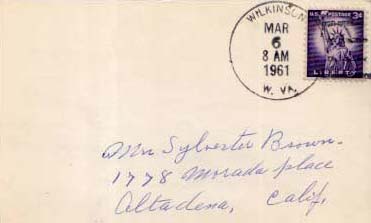 WILKINSON
MAR
6
8 AM
1961
W. VA.
U.S. POSTAGE
3¢
LIBERTY
Mr. Sylvester Brown.
1778 Morada place
Altadena, Calif.